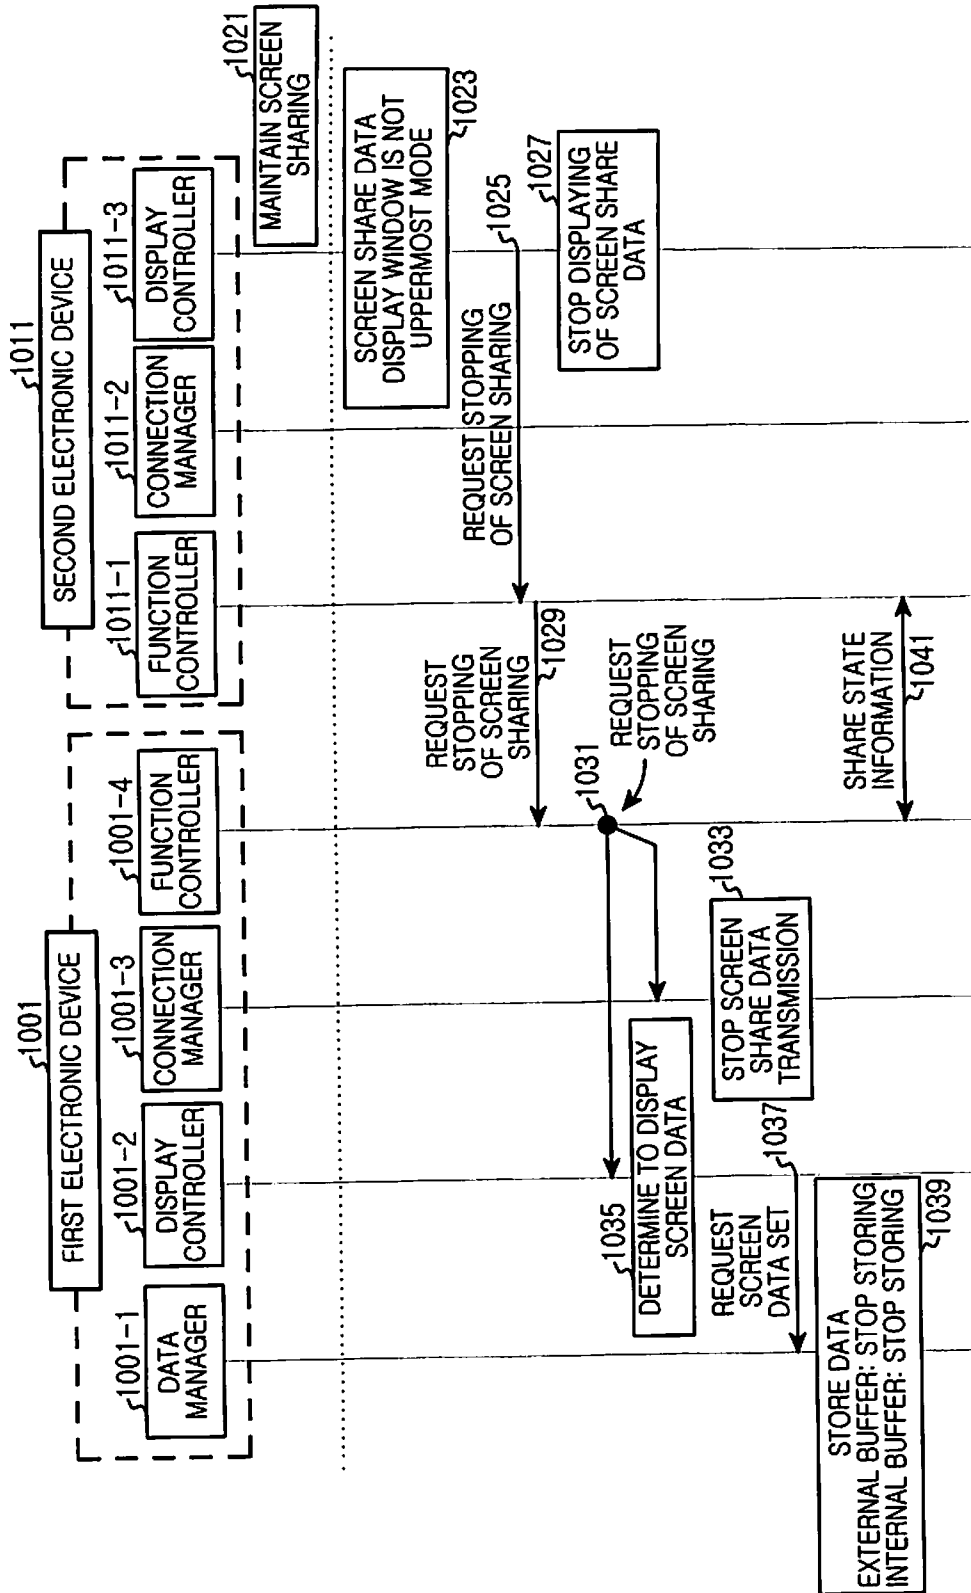 1001
FIRST ELECTRONIC DEVICE
1011
SECOND ELECTRONIC DEVICE
1001-1
DATA
MANAGER
1001-2
DISPLAY
CONTROLLER
1001-3
CONNECTION
MANAGER
1001-4
FUNCTION
CONTROLLER
1011-1
FUNCTION
CONTROLLER
1011-2
CONNECTION
MANAGER
1011-3
DISPLAY
CONTROLLER
1021
MAINTAIN SCREEN
SHARING
SCREEN SHARE DATA
DISPLAY WINDOW IS NOT
UPPERMOST MODE
1023
REQUEST STOPPING
OF SCREEN SHARING
1025
1027
STOP DISPLAYING
OF SCREEN SHARE
DATA
REQUEST
STOPPING
OF SCREEN
SHARING
1029
1031
REQUEST
STOPPING
OF SCREEN
SHARING
1033
STOP SCREEN
SHARE DATA
TRANSMISSION
1035
DETERMINE TO DISPLAY
SCREEN DATA
REQUEST
SCREEN
DATA SET
1037
STORE DATA
EXTERNAL BUFFER: STOP STORING
INTERNAL BUFFER: STOP STORING
1039
SHARE STATE
INFORMATION
1041